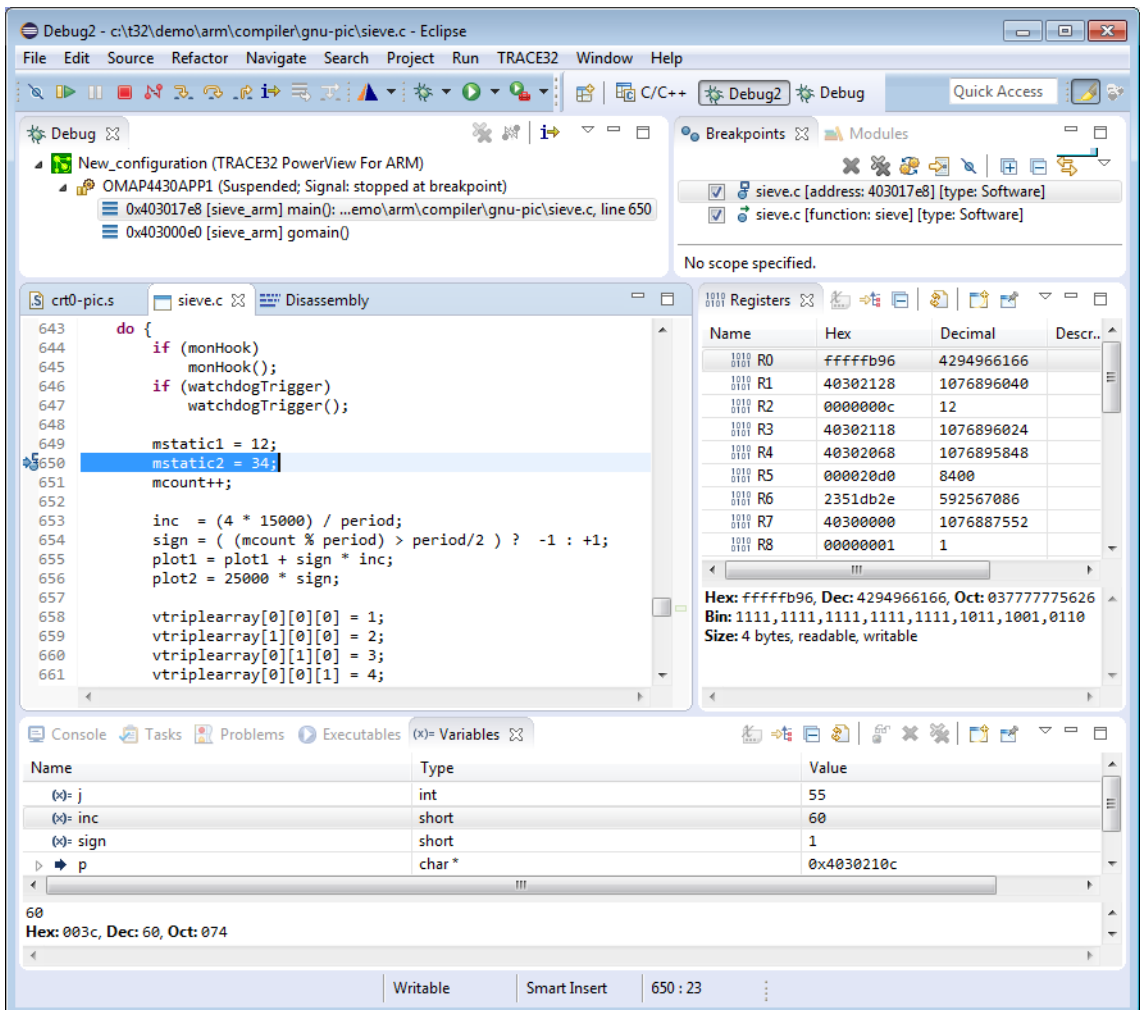 Debug2 - c:\t32\demo\arm\compiler\gnu-pic\sieve.c - Eclipse
File Edit Source Refactor Navigate Search Project Run TRACE32 Window Help
C/C++ Debug2 Debug Quick Access
Debug
New_configuration (TRACE32 PowerView For ARM)
OMAP4430APP1 (Suspended; Signal: stopped at breakpoint)
0x403017e8 [sieve_arm] main(): ...emo\arm\compiler\gnu-pic\sieve.c, line 650
0x403000e0 [sieve_arm] gomain()
Breakpoints Modules
sieve.c [address: 403017e8] [type: Software]
sieve.c [function: sieve] [type: Software]
No scope specified.
crt0-pic.s sieve.c Disassembly
643 do {
644 if (monHook)
645 monHook();
646 if (watchdogTrigger)
647 watchdogTrigger();
648
649 mstatic1 = 12;
650 mstatic2 = 34;
651 mcount++;
652
653 inc  = (4 * 15000) / period;
654 sign = ( (mcount % period) > period/2 ) ?  -1 : +1;
655 plot1 = plot1 + sign * inc;
656 plot2 = 25000 * sign;
657
658 vtriplearray[0][0][0] = 1;
659 vtriplearray[1][0][0] = 2;
660 vtriplearray[0][1][0] = 3;
661 vtriplearray[0][0][1] = 4;
Registers
Name Hex Decimal Descr..
R0 fffffb96 4294966166
R1 40302128 1076896040
R2 0000000c 12
R3 40302118 1076896024
R4 40302068 1076895848
R5 000020d0 8400
R6 2351db2e 592567086
R7 40300000 1076887552
R8 00000001 1
Hex: fffffb96, Dec: 4294966166, Oct: 037777775626
Bin: 1111,1111,1111,1111,1111,1011,1001,0110
Size: 4 bytes, readable, writable
Console Tasks Problems Executables (x)= Variables
Name Type Value
(x)= j int 55
(x)= inc short 60
(x)= sign short 1
p char * 0x4030210c
60
Hex: 003c, Dec: 60, Oct: 074
Writable Smart Insert 650 : 23